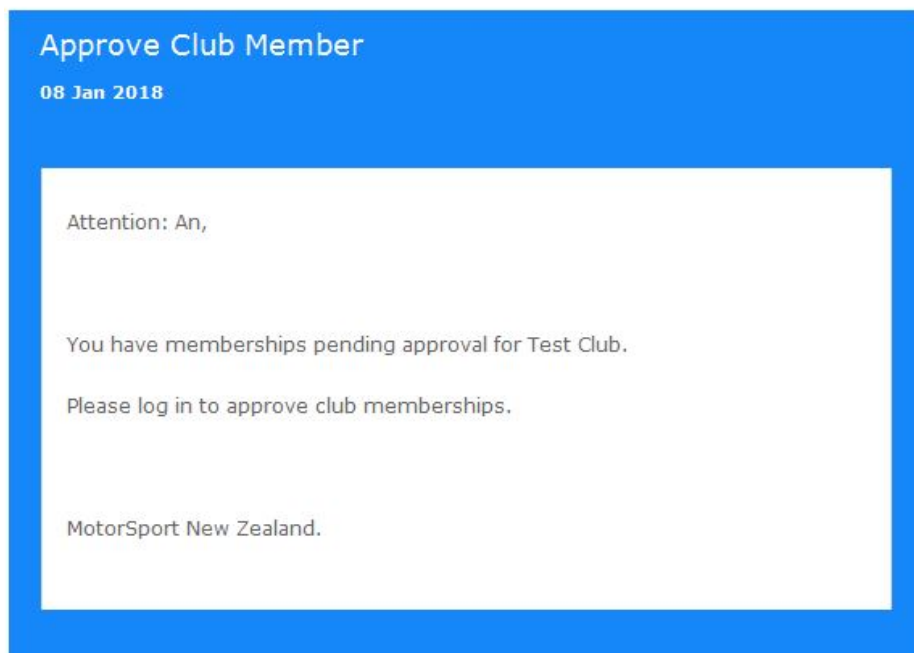 Approve Club Member
08 Jan 2018
Attention: An,
You have memberships pending approval for Test Club.
Please log in to approve club memberships.
MotorSport New Zealand.